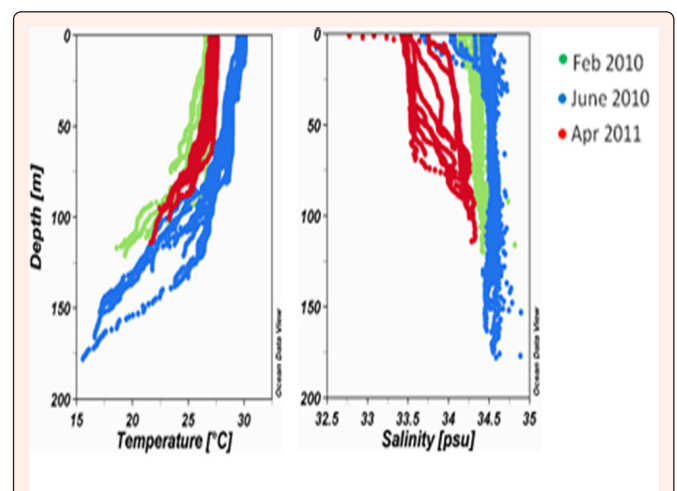 0
50
100
150
200
Depth [m]
15 20 25 30
Temperature [°C]
Ocean Data View
0
50
100
150
200
32.5 33 33.5 34 34.5 35
Salinity [psu]
Ocean Data View
Feb 2010
June 2010
Apr 2011